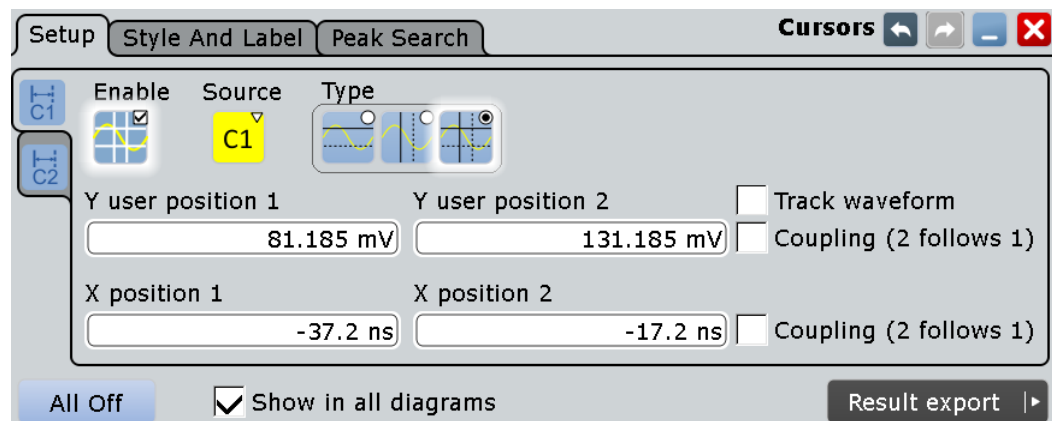 Setup Style And Label Peak Search Cursors
C1 Enable Source Type
C1
C2
Y user position 1 Y user position 2 Track waveform
81.185 mV 131.185 mV Coupling (2 follows 1)
X position 1 X position 2
-37.2 ns -17.2 ns Coupling (2 follows 1)
All Off Show in all diagrams Result export